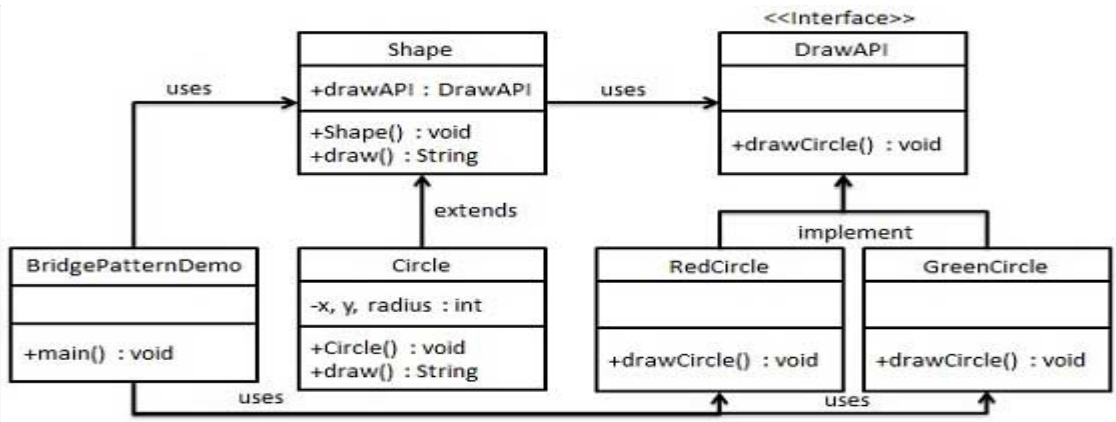 <<Interface>>
Shape
DrawAPI
uses
+drawAPI : DrawAPI
uses
+Shape() : void
+draw() : String
+drawCircle() : void
extends
implement
BridgePatternDemo
Circle
RedCircle
GreenCircle
-x, y, radius : int
+main() : void
+Circle() : void
+draw() : String
+drawCircle() : void
+drawCircle() : void
uses
uses